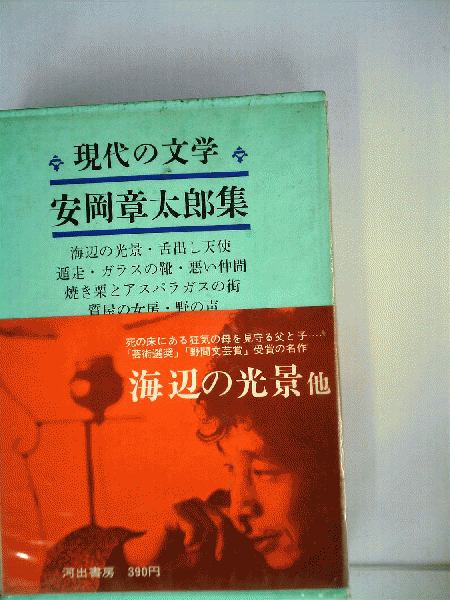 現代の文学
安岡章太郎集
海辺の光景・舌出し天使
遁走・ガラスの靴・悪い仲間
焼き栗とアスパラガスの街
質屋の女房・野の声
死の床にある狂気の母を見守る父と子……
「芸術選奨」「野間文芸賞」受賞の名作
海辺の光景 他
河出書房 390円